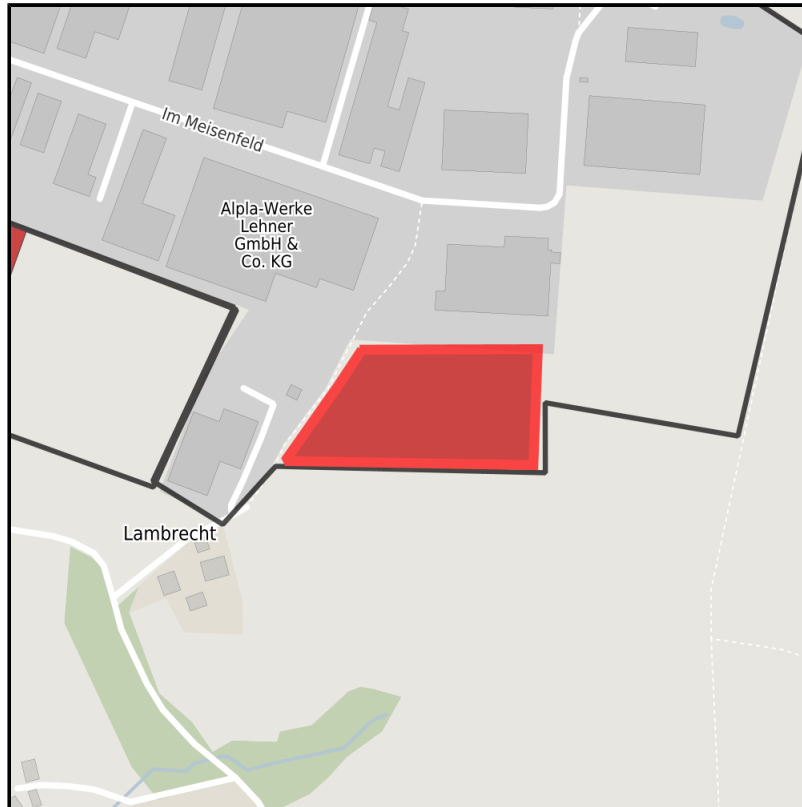 Im Meisenfeld
Alpla-Werke
Lehner
GmbH &
Co. KG
Lambrecht